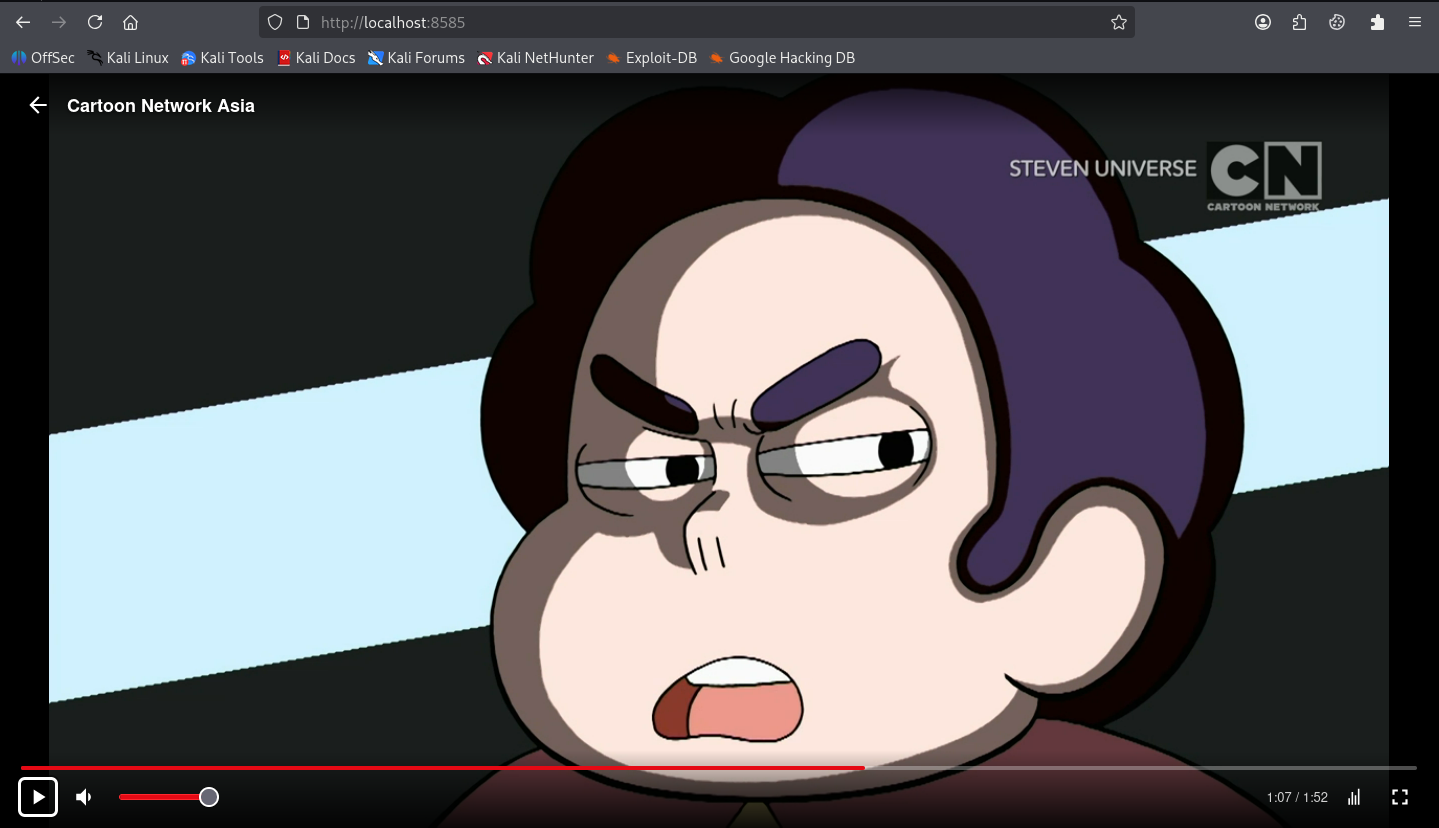 http://localhost:8585
OffSec Kali Linux Kali Tools Kali Docs Kali Forums Kali NetHunter Exploit-DB Google Hacking DB
Cartoon Network Asia
STEVEN UNIVERSE CN
CARTOON NETWORK
1:07 / 1:52